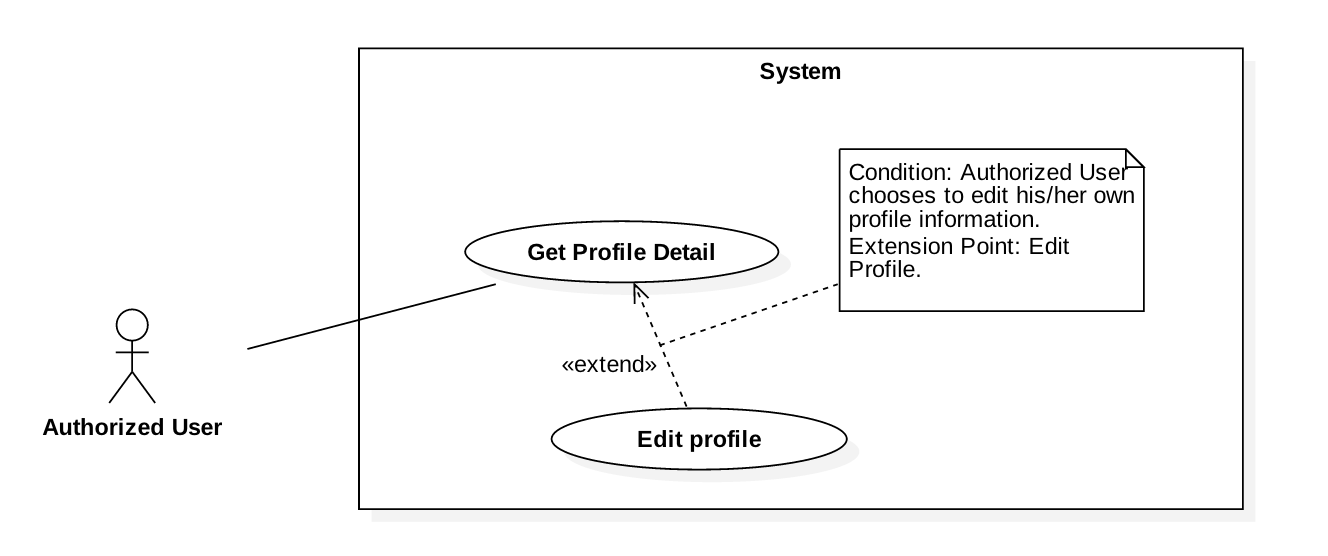 System
Condition: Authorized User
chooses to edit his/her own
profile information.
Extension Point: Edit
Profile.
Get Profile Detail
«extend»
Authorized User
Edit profile